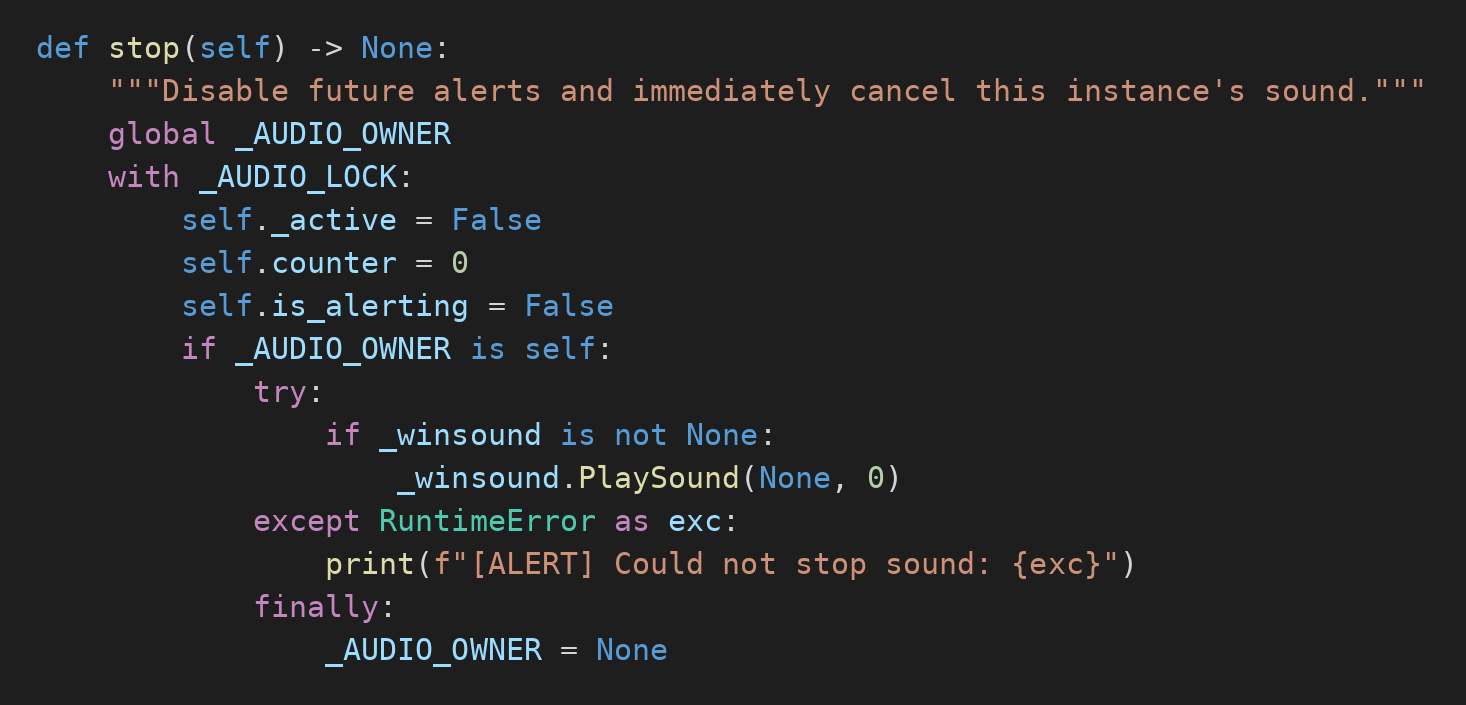 def stop(self) -> None:
    """Disable future alerts and immediately cancel this instance's sound."""
    global _AUDIO_OWNER
    with _AUDIO_LOCK:
        self._active = False
        self.counter = 0
        self.is_alerting = False
        if _AUDIO_OWNER is self:
            try:
                if _winsound is not None:
                    _winsound.PlaySound(None, 0)
            except RuntimeError as exc:
                print(f"[ALERT] Could not stop sound: {exc}")
            finally:
                _AUDIO_OWNER = None